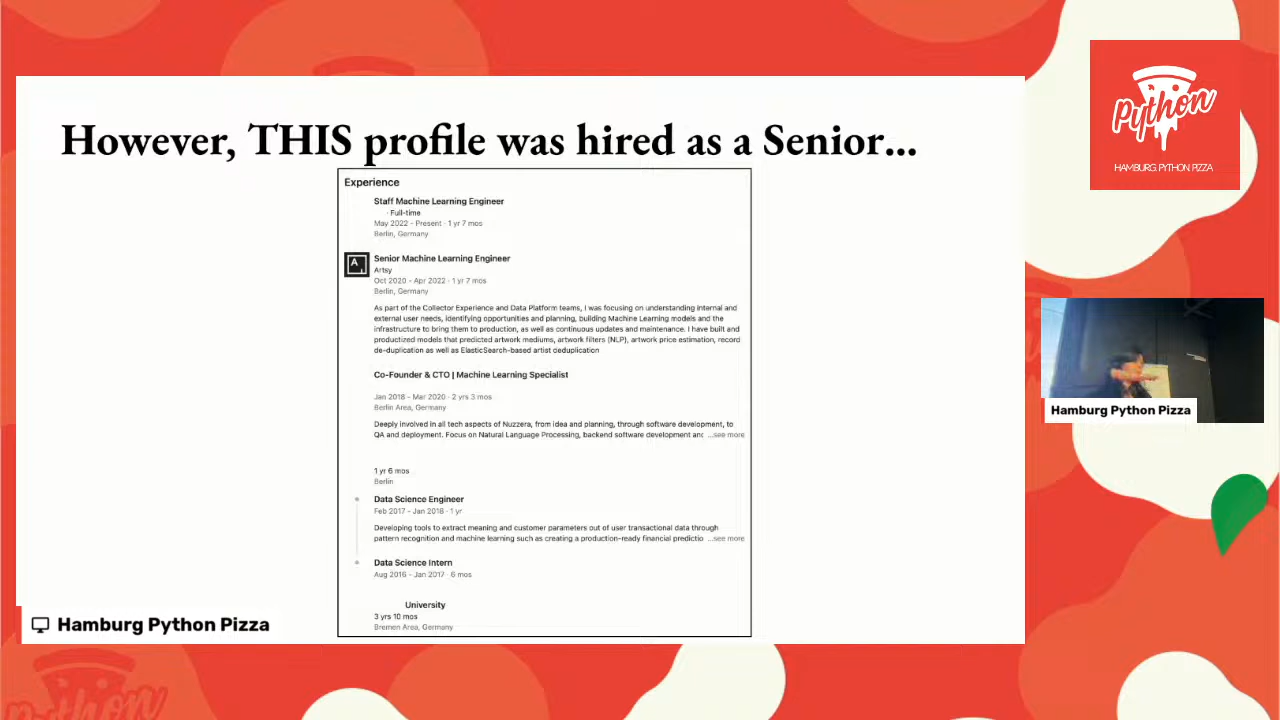 However, THIS profile was hired as a Senior...
Experience
Staff Machine Learning Engineer
· Full-time
May 2022 - Present · 1 yr 7 mos
Berlin, Germany
A
Senior Machine Learning Engineer
Artsy
Oct 2020 - Apr 2022 · 1 yr 7 mos
Berlin, Germany
As part of the Collector Experience and Data Platform teams, I was focusing on understanding internal and
external user needs, identifying opportunities and planning, building Machine Learning models and the
infrastructure to bring them to production, as well as continuous updates and maintenance. I have built and
productized models that predicted artwork mediums, artwork filters (NLP), artwork price estimation, record
de-duplication as well as ElasticSearch-based artist deduplication
Co-Founder & CTO | Machine Learning Specialist
Jan 2018 - Mar 2020 · 2 yrs 3 mos
Berlin Area, Germany
Deeply involved in all tech aspects of Nuzzera, from idea and planning, through software development, to
QA and deployment. Focus on Natural Language Processing, backend software development and ...see more
1 yr 6 mos
Berlin
Data Science Engineer
Feb 2017 - Jan 2018 · 1 yr
Developing tools to extract meaning and customer parameters out of user transactional data through
pattern recognition and machine learning such as creating a production-ready financial predictio ...see more
Data Science Intern
Aug 2016 - Jan 2017 · 6 mos
University
3 yrs 10 mos
Bremen Area, Germany
Hamburg Python Pizza
Python
HAMBURG. PYTHON PIZZA
Hamburg Python Pizza
Python